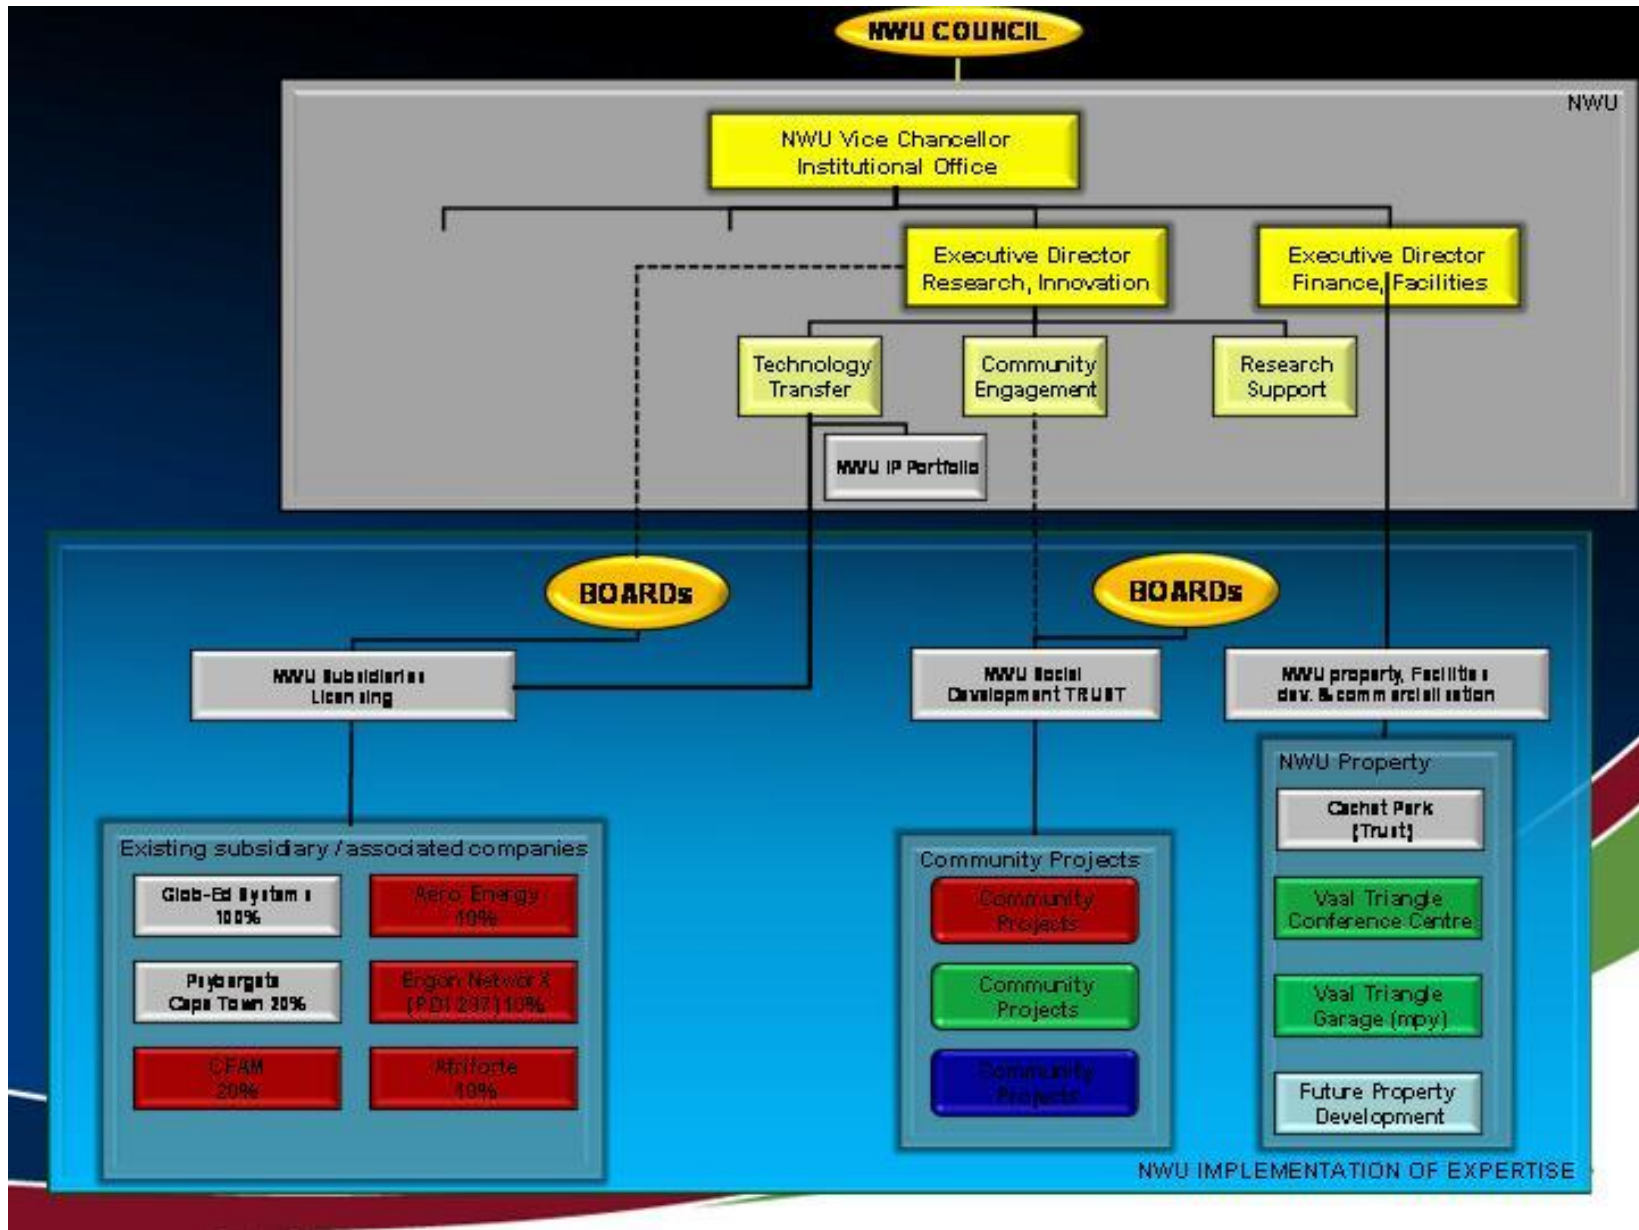 NWU COUNCIL
NWU
NWU Vice Chancellor
Institutional Office
Executive Director
Research, Innovation
Executive Director
Finance, Facilities
Technology
Transfer
Community
Engagement
Research
Support
NWU IP Portfolio
BOARDs
BOARDs
NWU Subsidiaries
Licensing
NWU Social
Development TRUST
NWU property, Facilities
dev. & commercialisation
Existing subsidiary / associated companies
Glob-Ed Systems
100%
Aero Energy
Cape Town 20%
Ergon
CFAM
20%
Afriforte
Community Projects
Community
Projects
Community
Projects
Community
Projects
NWU Property
Cachet Park
(Trust)
Vaal Triangle
Conference Centre
Vaal Triangle
Garage (mpy)
Future Property
Development
NWU IMPLEMENTATION OF EXPERTISE